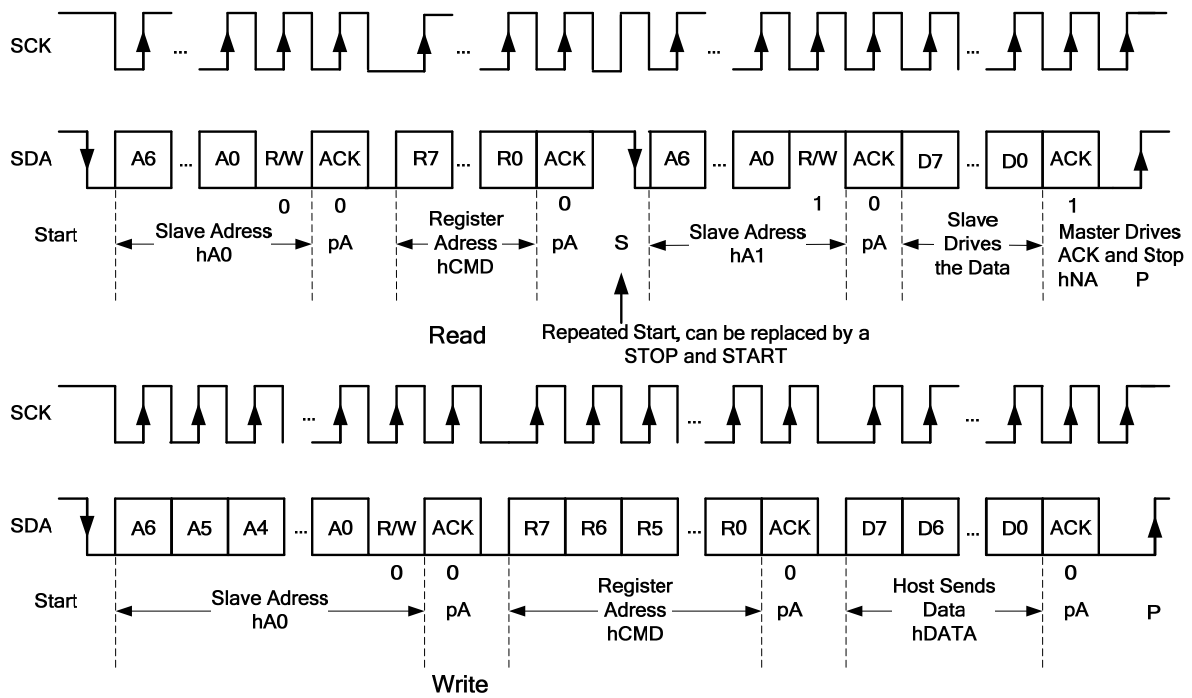 SCK ... ... ... ...
SDA A6 ... A0 R/W ACK R7 ... R0 ACK A6 ... A0 R/W ACK D7 ... D0 ACK
0 0 0 1 0 1
Start Slave Adress hA0 pA Register Adress hCMD pA S Slave Adress hA1 pA Slave Drives the Data Master Drives ACK and Stop hNA P
Read
Repeated Start, can be replaced by a
STOP and START
SCK ... ... ...
SDA A6 A5 A4 ... A0 R/W ACK R7 R6 R5 ... R0 ACK D7 D6 ... D0 ACK
0 0 0 0
Start Slave Adress hA0 pA Register Adress hCMD pA Host Sends Data hDATA pA P
Write